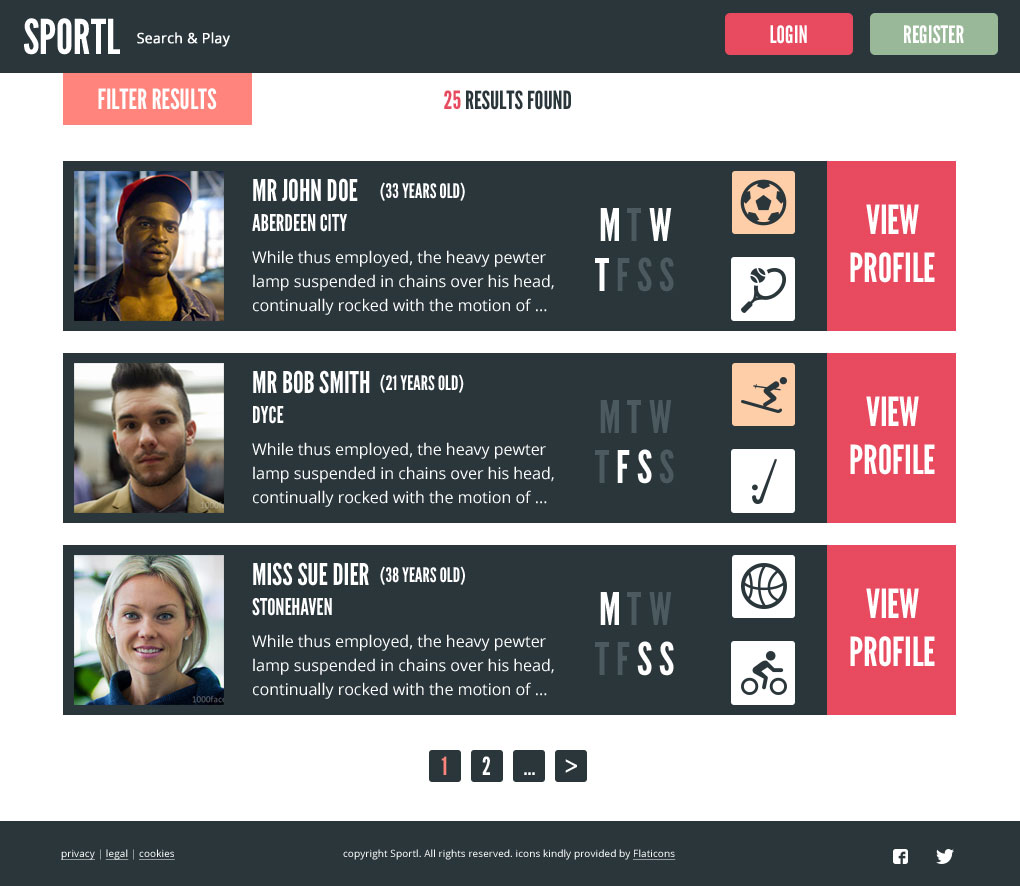 SPORTL
Search & Play
LOGIN
REGISTER
FILTER RESULTS
25 RESULTS FOUND
MR JOHN DOE (33 YEARS OLD)
ABERDEEN CITY
While thus employed, the heavy pewter
lamp suspended in chains over his head,
continually rocked with the motion of ...
M T W
T F S S
VIEW
PROFILE
MR BOB SMITH (21 YEARS OLD)
DYCE
While thus employed, the heavy pewter
lamp suspended in chains over his head,
continually rocked with the motion of ...
M T W
T F S S
VIEW
PROFILE
MISS SUE DIER (38 YEARS OLD)
STONEHAVEN
While thus employed, the heavy pewter
lamp suspended in chains over his head,
continually rocked with the motion of ...
1000face
M T W
T F S S
VIEW
PROFILE
1 2 ... >
privacy | legal | cookies
copyright Sportl. All rights reserved. icons kindly provided by Flaticons